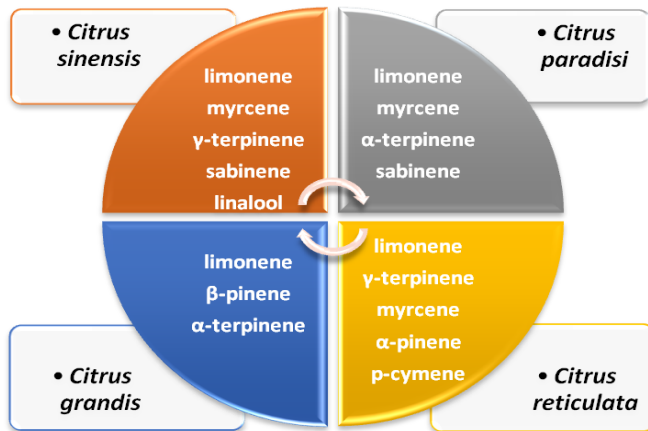 • Citrus
sinensis
• Citrus
paradisi
limonene
myrcene
γ-terpinene
sabinene
linalool
limonene
myrcene
α-terpinene
sabinene
limonene
β-pinene
α-terpinene
limonene
γ-terpinene
myrcene
α-pinene
p-cymene
• Citrus
grandis
• Citrus
reticulata